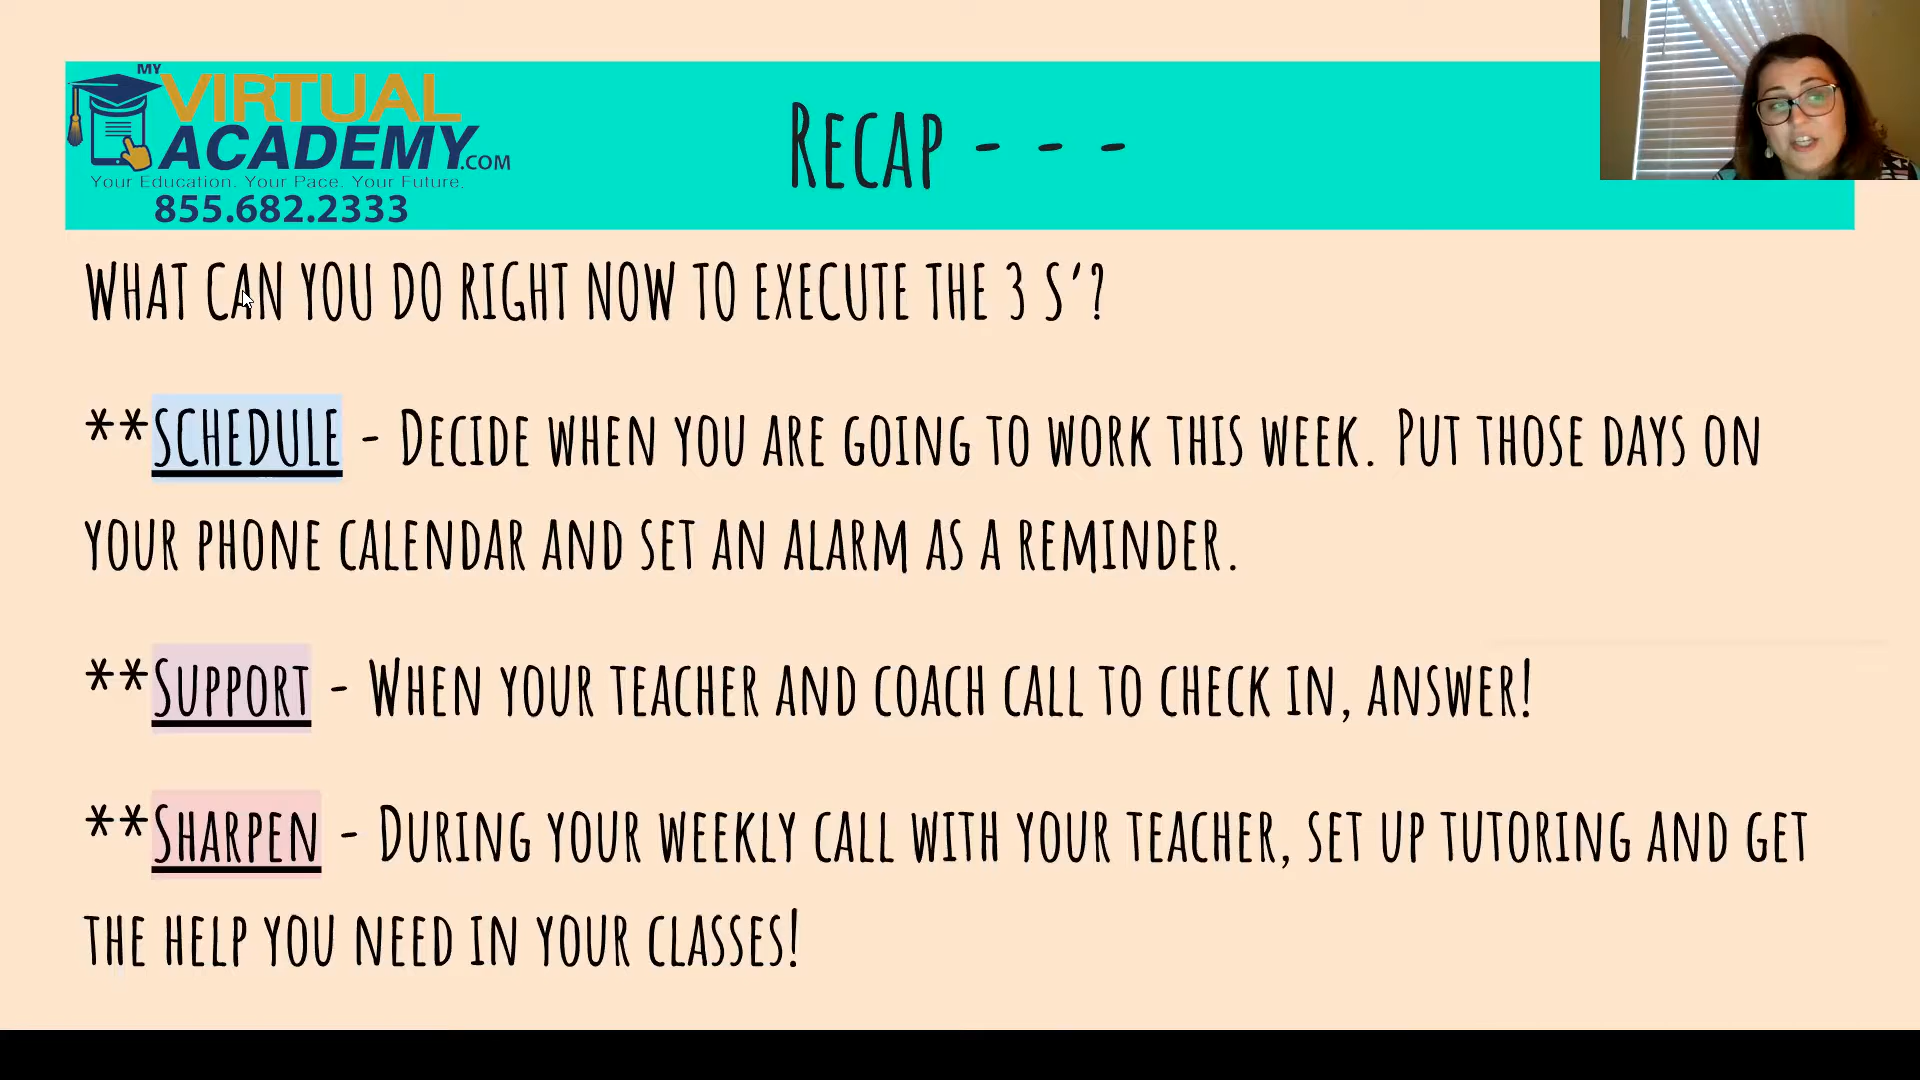 MY
VIRTUAL
ACADEMY.COM
Your Education. Your Pace. Your Future.
855.682.2333
RECAP - - -
WHAT CAN YOU DO RIGHT NOW TO EXECUTE THE 3 S'?
**SCHEDULE - DECIDE WHEN YOU ARE GOING TO WORK THIS WEEK. PUT THOSE DAYS ON
YOUR PHONE CALENDAR AND SET AN ALARM AS A REMINDER.
**SUPPORT - WHEN YOUR TEACHER AND COACH CALL TO CHECK IN, ANSWER!
**SHARPEN - DURING YOUR WEEKLY CALL WITH YOUR TEACHER, SET UP TUTORING AND GET
THE HELP YOU NEED IN YOUR CLASSES!